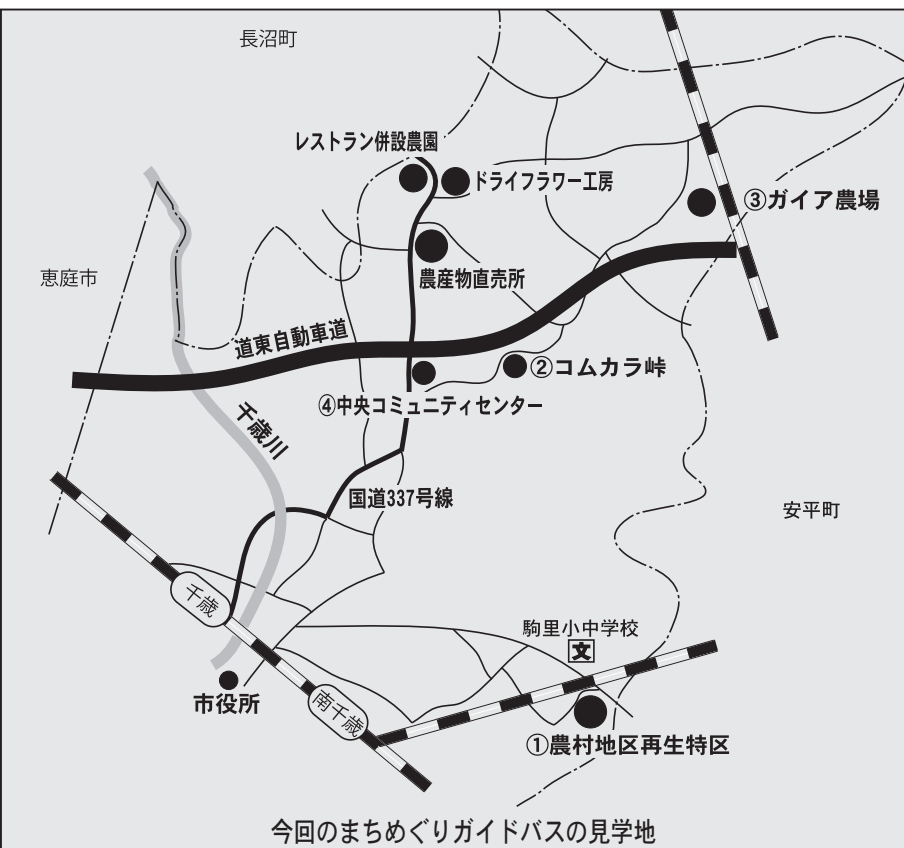 長沼町
レストラン併設農園
ドライフラワー工房
③ガイア農場
恵庭市
農産物直売所
道東自動車道
②コムカラ峠
④中央コミュニティセンター
千歳川
国道337号線
安平町
千歳
駒里小中学校
文
市役所
南千歳
①農村地区再生特区
今回のまちめぐりガイドバスの見学地